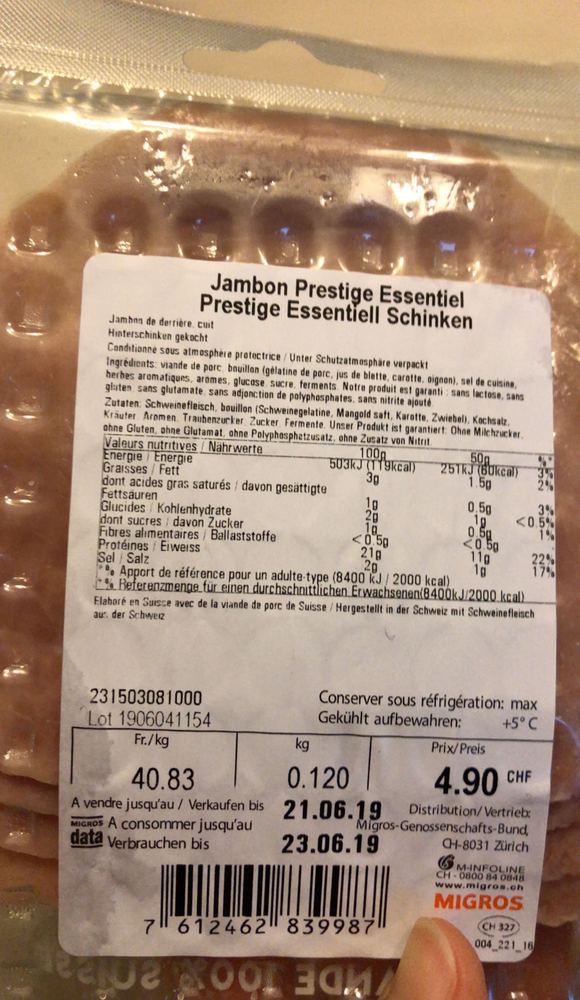 Jambon Prestige Essentiel
Prestige Essentiell Schinken
Jambon de derrière, cuit
Hinterschinken gekocht
Conditionné sous atmosphère protectrice / Unter Schutzatmosphäre verpackt
Ingrédients: viande de porc, bouillon (gélatine de porc, jus de blette, carotte, oignon), sel de cuisine,
herbes aromatiques, arômes, glucose, sucre, ferments. Notre produit est garanti: sans lactose, sans
gluten, sans glutamate, sans adjonction de polyphosphates, sans nitrite ajouté
Zutaten: Schweinefleisch, bouillon (Schweinegelatine, Mangold saft, Karotte, Zwiebel), Kochsalz,
Kräuter, Aromen, Traubenzucker, Zucker, Fermente. Unser Produkt ist garantiert: Ohne Milchzucker,
ohne Gluten, ohne Glutamat, ohne Polyphosphatzusatz, ohne Zusatz von Nitrit.
Valeurs nutritives / Nährwerte 100g 50g *%
Energie / Energie 503kJ (119kcal) 251kJ (60kcal) 3%
Graisses / Fett 3g 1.5g 2%
dont acides gras saturés / davon gesättigte
Fettsäuren 1g 0.5g 3%
Glucides / Kohlenhydrate 2g 1g <0.5%
dont sucres / davon Zucker 1g 0.5g 1%
Fibres alimentaires / Ballaststoffe <0.5g <0.5g
Protéines / Eiweiss 21g 11g 22%
Sel / Salz 2g 1g 17%
*% Apport de référence pour un adulte-type (8400 kJ / 2000 kcal)
*% Referenzmenge für einen durchschnittlichen Erwachsenen(8400kJ/2000 kcal)
Elaboré en Suisse avec de la viande de porc de Suisse / Hergestellt in der Schweiz mit Schweinefleisch
aus der Schweiz
231503081000
Lot 1906041154
Conserver sous réfrigération: max
Gekühlt aufbewahren: +5°C
Fr./kg kg Prix/Preis
40.83 0.120 4.90 CHF
A vendre jusqu'au / Verkaufen bis 21.06.19
MIGROS data
A consommer jusqu'au
Verbrauchen bis 23.06.19
Distribution/Vertrieb:
Migros-Genossenschafts-Bund,
CH-8031 Zürich
M-INFOLINE
CH - 0800 84 0848
www.migros.ch
MIGROS
CH 327
004_221_16
7 612462 839987